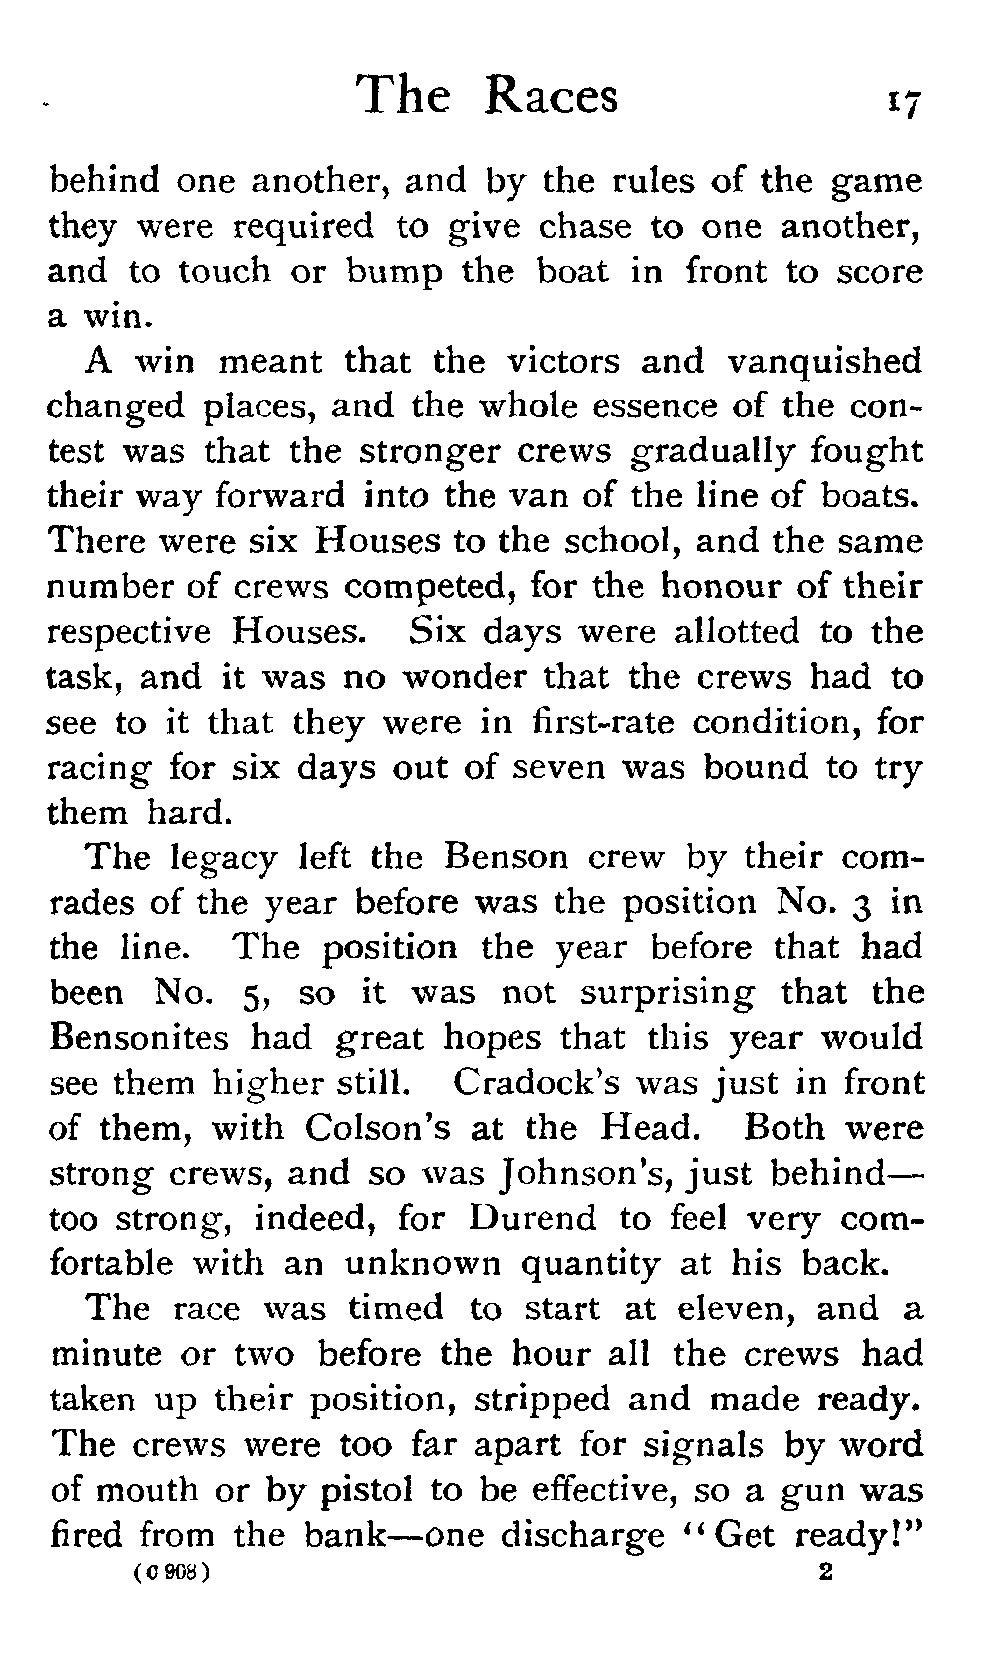 The Races 17
behind one another, and by the rules of the game
they were required to give chase to one another,
and to touch or bump the boat in front to score
a win.
A win meant that the victors and vanquished
changed places, and the whole essence of the con-
test was that the stronger crews gradually fought
their way forward into the van of the line of boats.
There were six Houses to the school, and the same
number of crews competed, for the honour of their
respective Houses. Six days were allotted to the
task, and it was no wonder that the crews had to
see to it that they were in first-rate condition, for
racing for six days out of seven was bound to try
them hard.
The legacy left the Benson crew by their com-
rades of the year before was the position No. 3 in
the line. The position the year before that had
been No. 5, so it was not surprising that the
Bensonites had great hopes that this year would
see them higher still. Cradock's was just in front
of them, with Colson's at the Head. Both were
strong crews, and so was Johnson's, just behind—
too strong, indeed, for Durend to feel very com-
fortable with an unknown quantity at his back.
The race was timed to start at eleven, and a
minute or two before the hour all the crews had
taken up their position, stripped and made ready.
The crews were too far apart for signals by word
of mouth or by pistol to be effective, so a gun was
fired from the bank—one discharge "Get ready!"
(C 908) 2